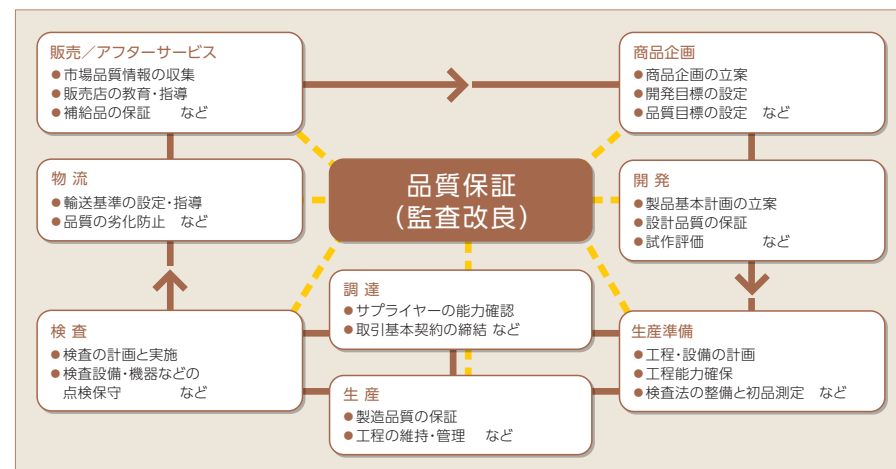 販売／アフターサービス
●市場品質情報の収集
●販売店の教育・指導
●補給品の保証　など
商品企画
●商品企画の立案
●開発目標の設定
●品質目標の設定　など
物流
●輸送基準の設定・指導
●品質の劣化防止　など
品質保証
（監査改良）
開発
●製品基本計画の立案
●設計品質の保証
●試作評価　など
調達
●サプライヤーの能力確認
●取引基本契約の締結 など
検査
●検査の計画と実施
●検査設備・機器などの
点検保守　など
生産準備
●工程・設備の計画
●工程能力確保
●検査法の整備と初品測定　など
生産
●製造品質の保証
●工程の維持・管理　など